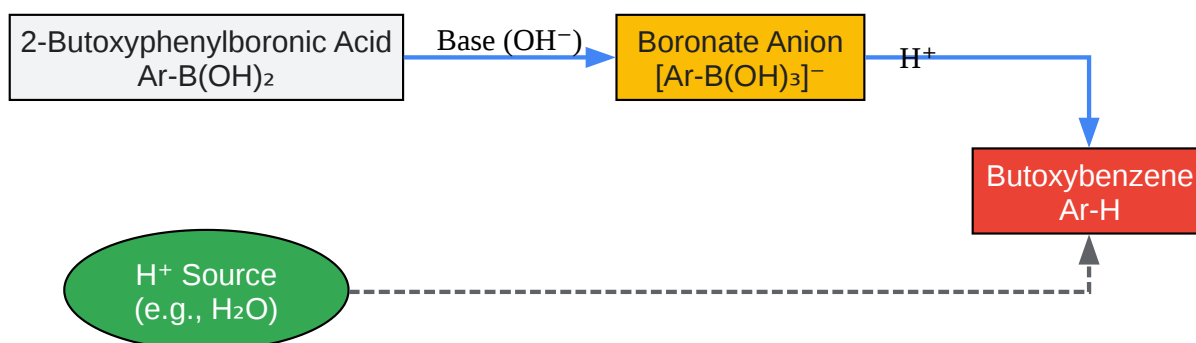 2-Butoxyphenylboronic Acid
Ar-B(OH)₂
Base (OH⁻)
Boronate Anion
[Ar-B(OH)₃]⁻
H⁺
Butoxybenzene
Ar-H
H⁺ Source
(e.g., H₂O)